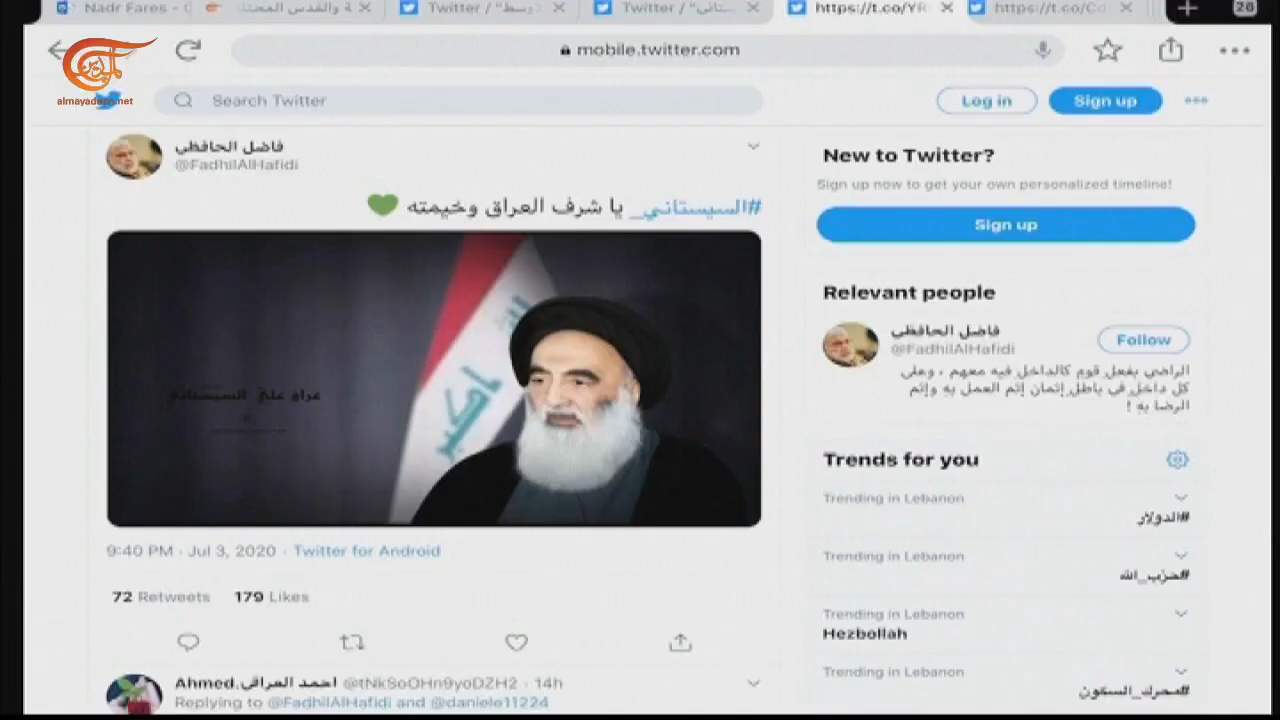 Nadr Fares -
Twitter /
Twitter /
https://t.co/YR
https://t.co/Co
26
mobile.twitter.com
almayadeen.net
Search Twitter
Log in
Sign up
فاضل الحافظي
@FadhilAlHafidi
#السيستاني_ يا شرف العراق وخيمته 💚
عراق علي السيستاني
9:40 PM · Jul 3, 2020 · Twitter for Android
72 Retweets 179 Likes
Ahmed.احمد العراقي @tNkSoOHn9yoDZH2 · 14h
Replying to @FadhilAlHafidi and @daniele11224
New to Twitter?
Sign up now to get your own personalized timeline!
Sign up
Relevant people
فاضل الحافظي
@FadhilAlHafidi
Follow
الراضي بفعل قوم كالداخل فيه معهم ، وعلى
كل داخل في باطل إثمان إثم العمل به وإثم
الرضا به !
Trends for you
Trending in Lebanon
#الدولار
Trending in Lebanon
#حزب_الله
Trending in Lebanon
Hezbollah
Trending in Lebanon
#محرك_السكون